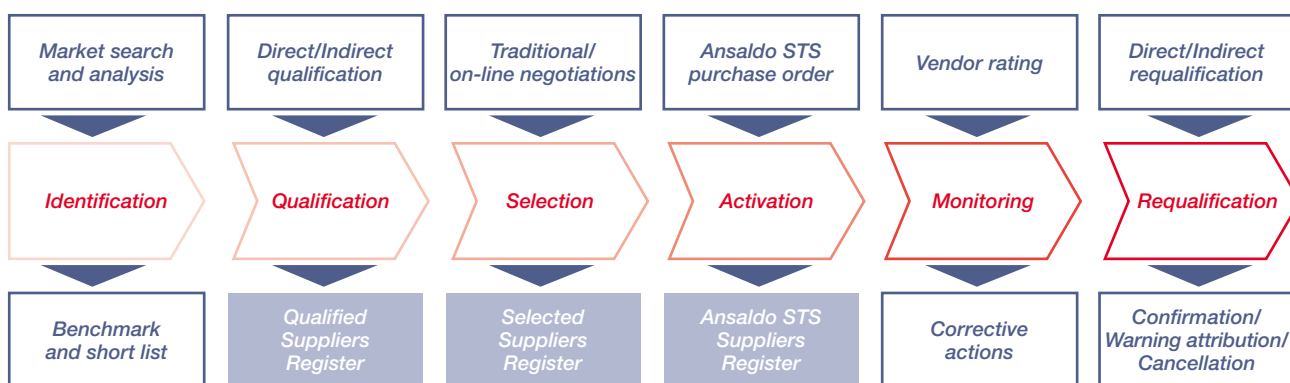 Market search
and analysis
Direct/Indirect
qualification
Traditional/
on-line negotiations
Ansaldo STS
purchase order
Vendor rating
Direct/Indirect
requalification
Identification
Qualification
Selection
Activation
Monitoring
Requalification
Benchmark
and short list
Qualified
Suppliers
Register
Selected
Suppliers
Register
Ansaldo STS
Suppliers
Register
Corrective
actions
Confirmation/
Warning attribution/
Cancellation